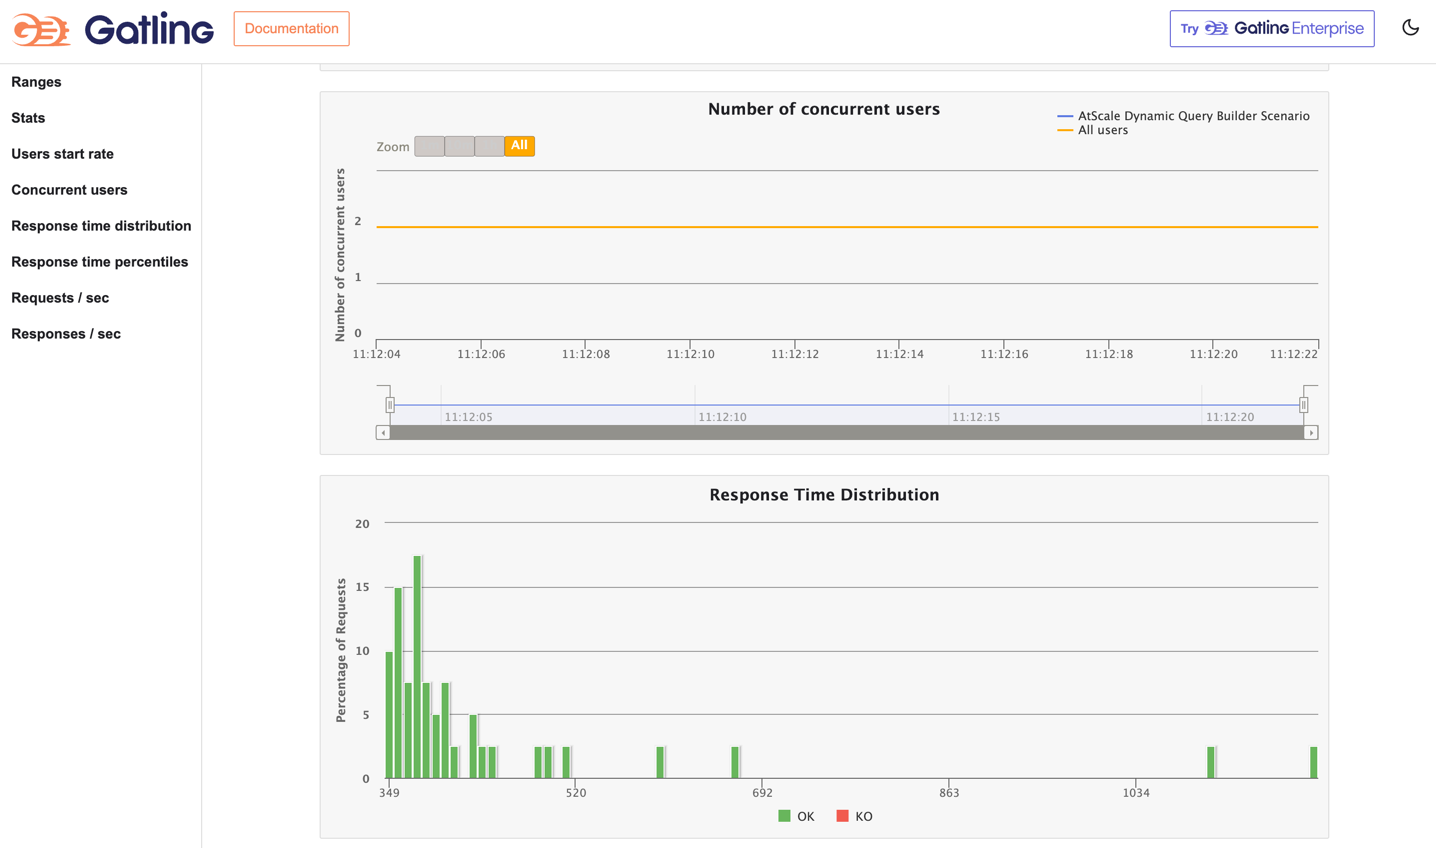 Gatling
Documentation
Try Gatling Enterprise
Ranges
Stats
Users start rate
Concurrent users
Response time distribution
Response time percentiles
Requests / sec
Responses / sec
Number of concurrent users
AtScale Dynamic Query Builder Scenario
All users
Zoom All
Number of concurrent users
2
1
0
11:12:04 11:12:06 11:12:08 11:12:10 11:12:12 11:12:14 11:12:16 11:12:18 11:12:20 11:12:22
11:12:05 11:12:10 11:12:15 11:12:20
Response Time Distribution
Percentage of Requests
20
15
10
5
0
349 520 692 863 1034
OK KO